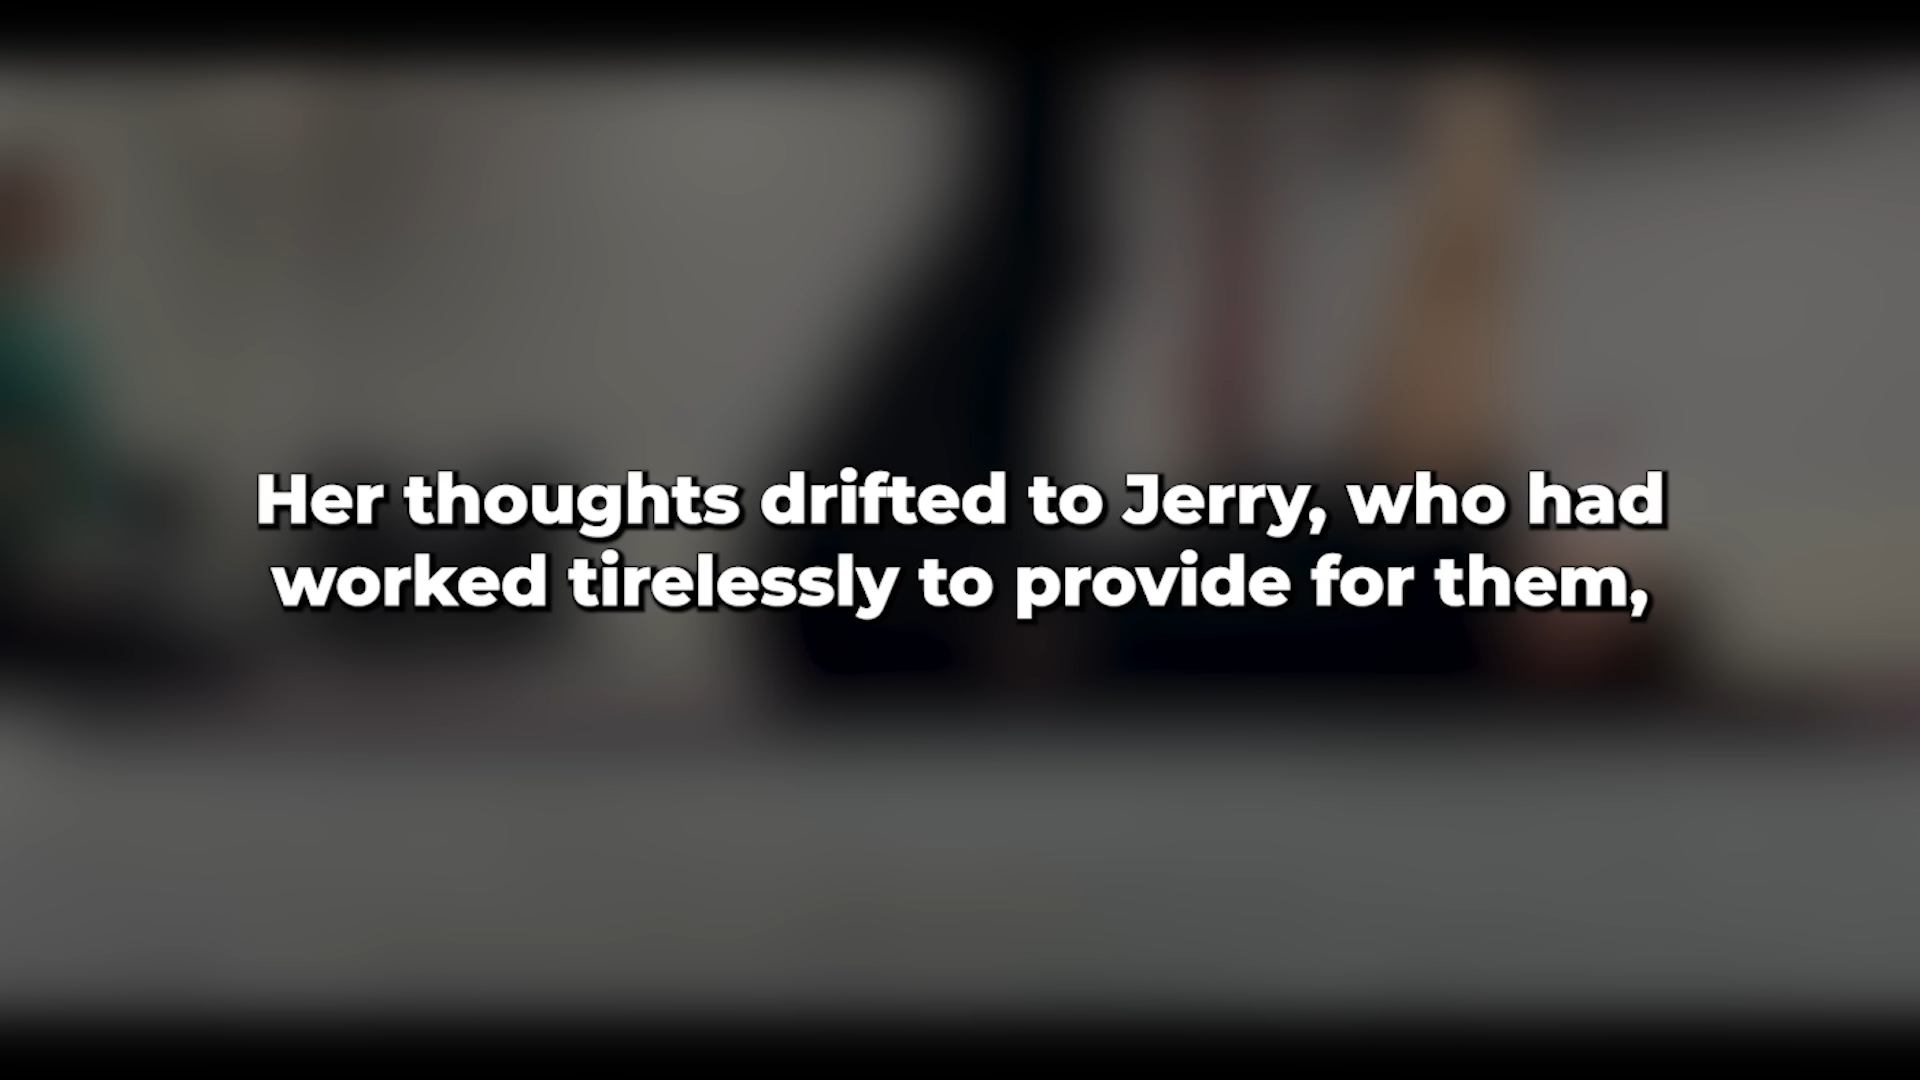 Her thoughts drifted to Jerry, who had
worked tirelessly to provide for them,